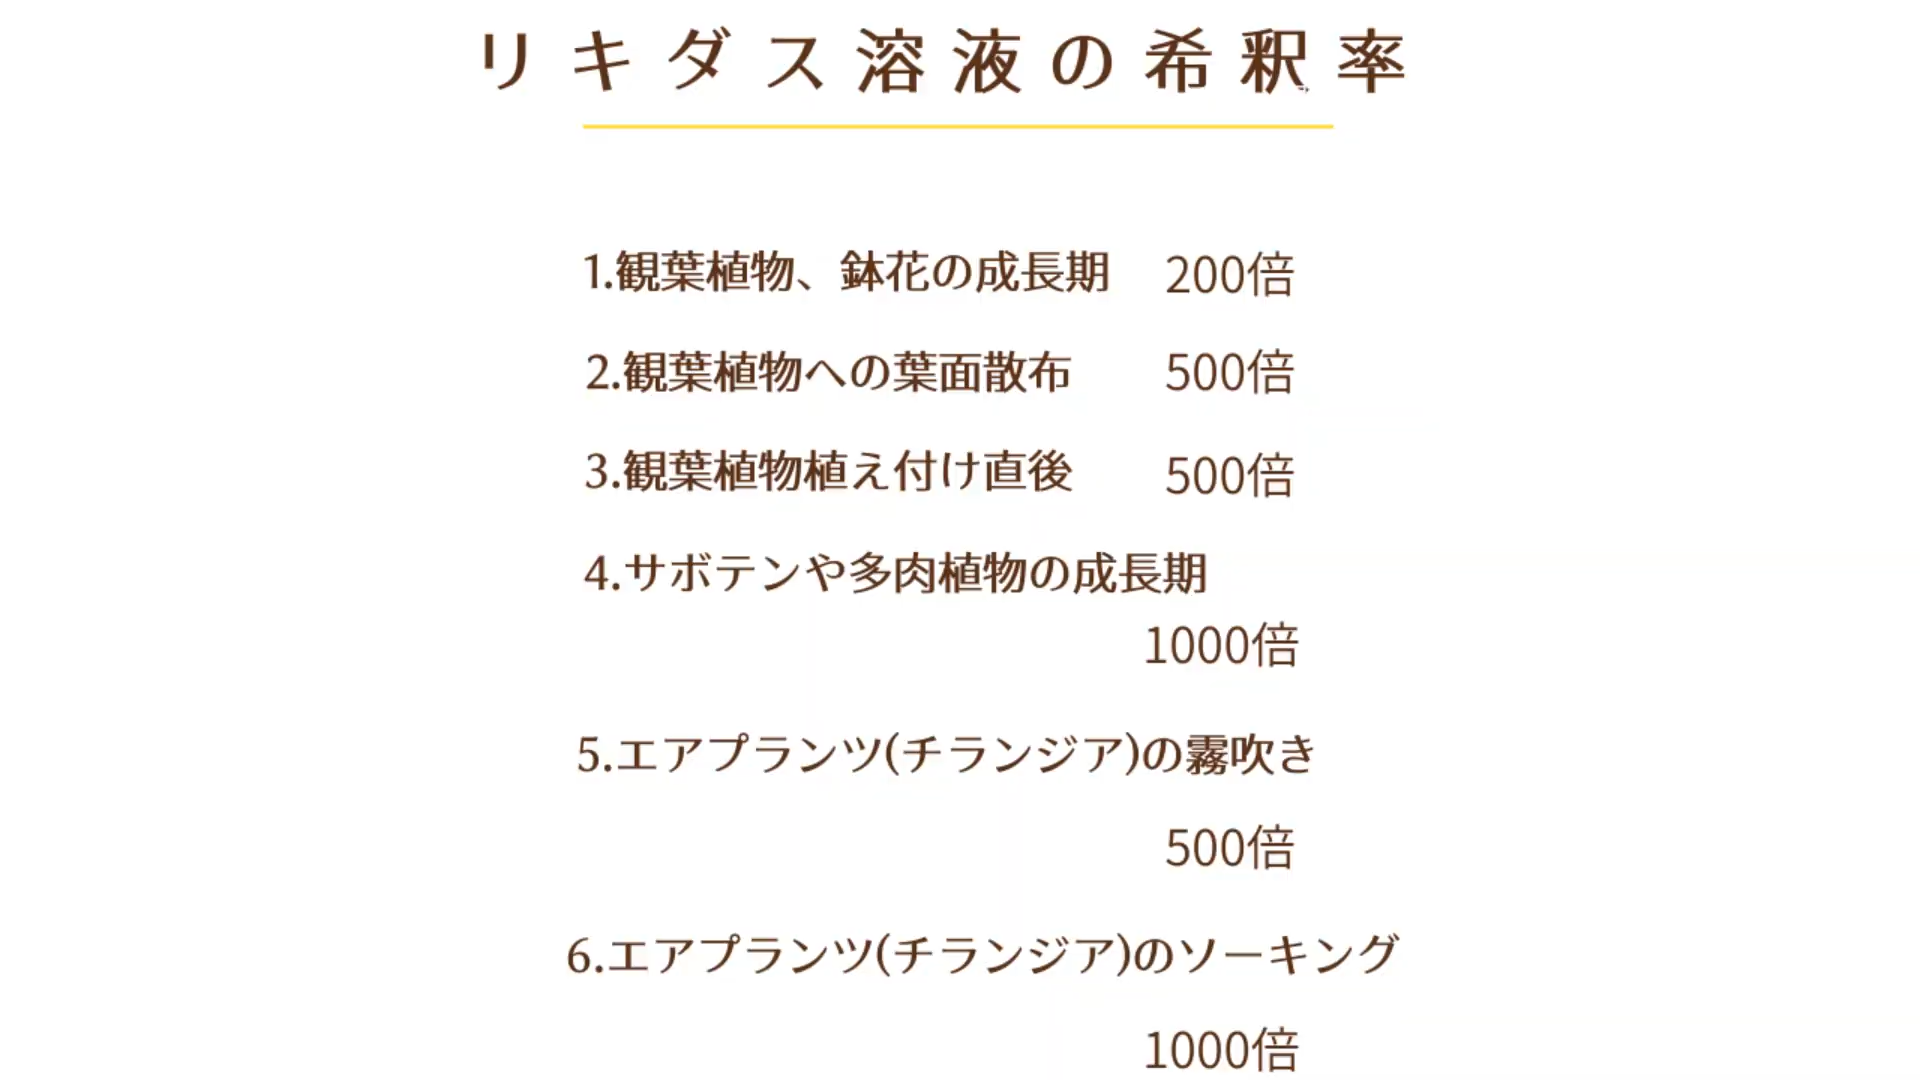 リキダス溶液の希釈率
1.観葉植物、鉢花の成長期 200倍
2.観葉植物への葉面散布 500倍
3.観葉植物植え付け直後 500倍
4.サボテンや多肉植物の成長期
1000倍
5.エアプランツ(チランジア)の霧吹き
500倍
6.エアプランツ(チランジア)のソーキング
1000倍